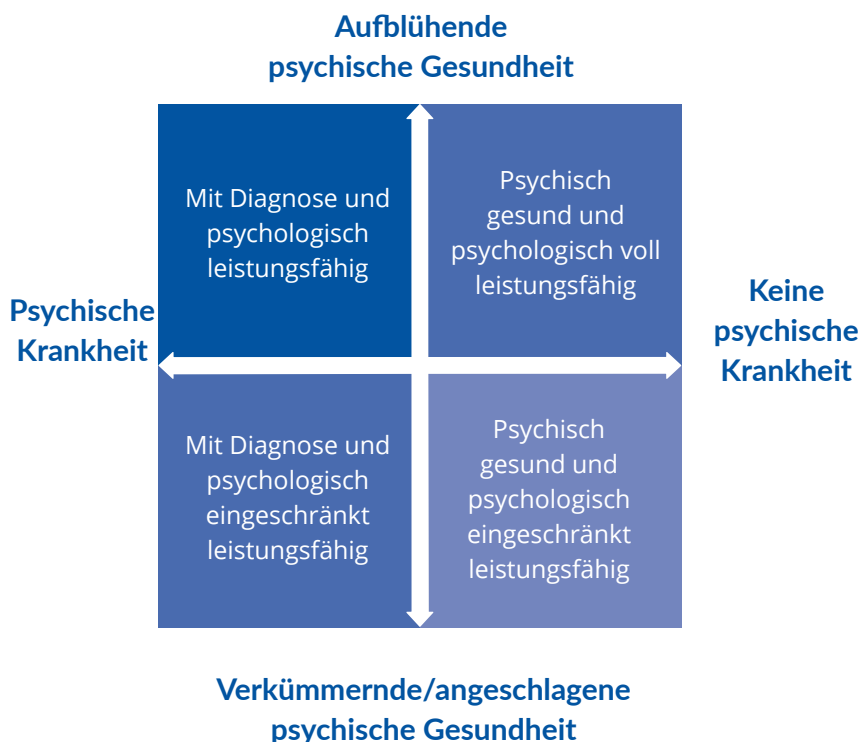 Aufblühende
psychische Gesundheit
Mit Diagnose und
psychologisch
leistungsfähig
Psychisch
gesund und
psychologisch voll
leistungsfähig
Psychische
Krankheit
Keine
psychische
Krankheit
Mit Diagnose und
psychologisch
eingeschränkt
leistungsfähig
Psychisch
gesund und
psychologisch
eingeschränkt
leistungsfähig
Verkümmernde/angeschlagene
psychische Gesundheit